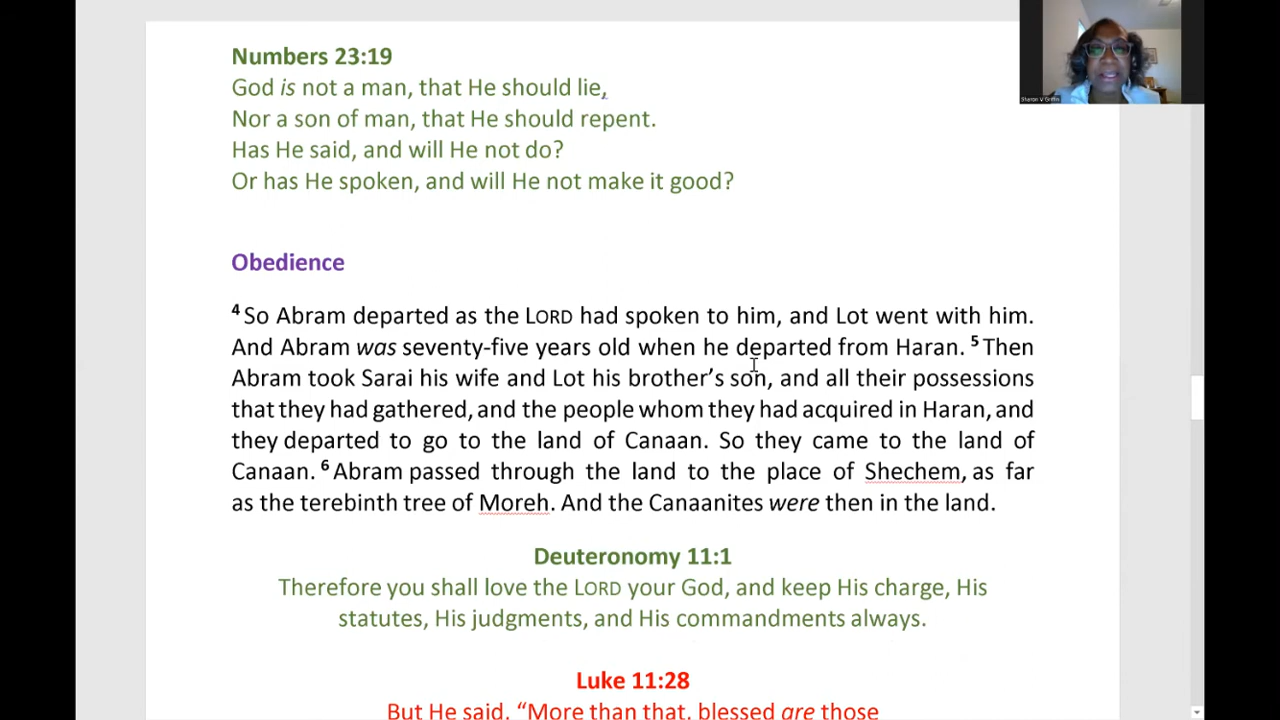 Numbers 23:19
God is not a man, that He should lie,
Nor a son of man, that He should repent.
Has He said, and will He not do?
Or has He spoken, and will He not make it good?
Sharon V Griffin
Obedience
4 So Abram departed as the LORD had spoken to him, and Lot went with him.
And Abram was seventy-five years old when he departed from Haran. 5 Then
Abram took Sarai his wife and Lot his brother’s son, and all their possessions
that they had gathered, and the people whom they had acquired in Haran, and
they departed to go to the land of Canaan. So they came to the land of
Canaan. 6 Abram passed through the land to the place of Shechem, as far
as the terebinth tree of Moreh. And the Canaanites were then in the land.
Deuteronomy 11:1
Therefore you shall love the LORD your God, and keep His charge, His
statutes, His judgments, and His commandments always.
Luke 11:28
But He said, “More than that, blessed are those